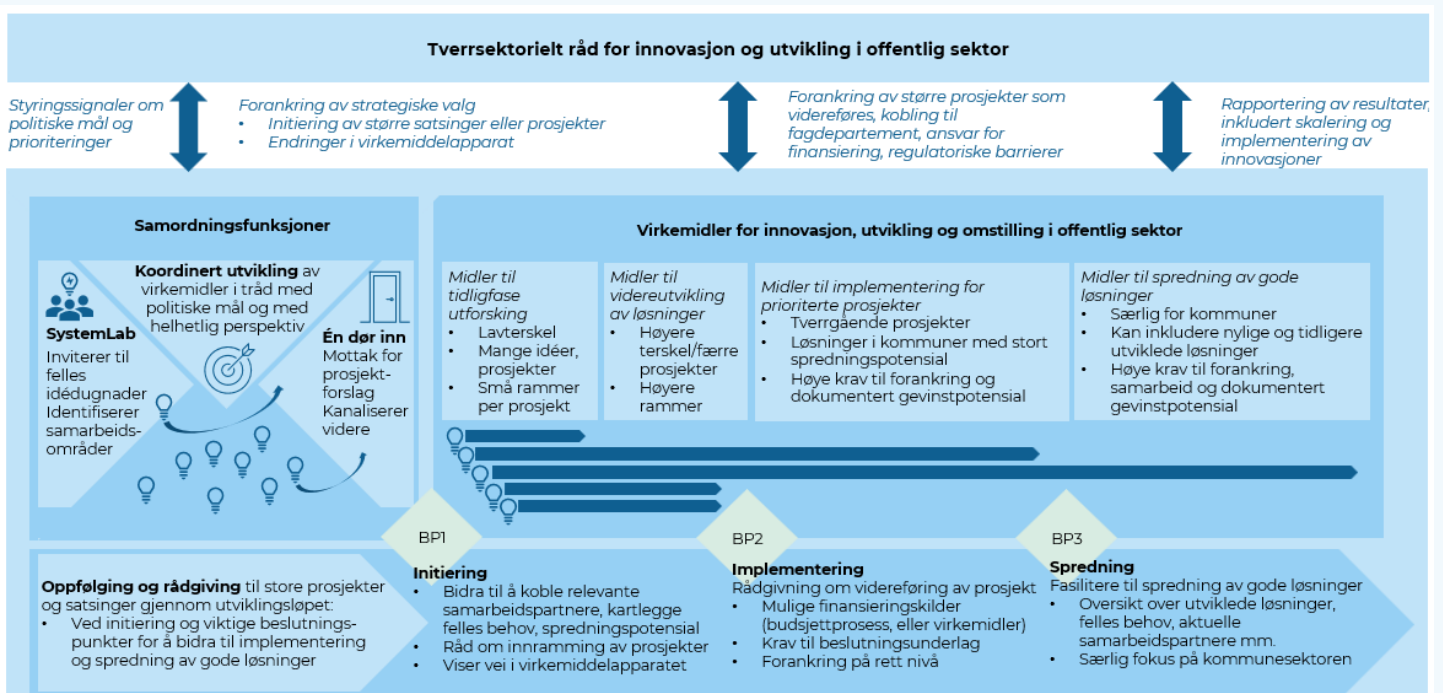 Tverrsektorielt råd for innovasjon og utvikling i offentlig sektor
Styringssignaler om
politiske mål og
prioriteringer
Forankring av strategiske valg
• Initiering av større satsinger eller prosjekter
• Endringer i virkemiddelapparat
Forankring av større prosjekter som
videreføres, kobling til
fagdepartement, ansvar for
finansiering, regulatoriske barrierer
Rapportering av resultater,
inkludert skalering og
implementering av
innovasjoner
Samordningsfunksjoner
Koordinert utvikling av
virkemidler i tråd med
politiske mål og med
helhetlig perspektiv
SystemLab
Inviterer til
felles
idédugnader
Identifiserer
samarbeids-
områder
Én dør inn
Mottak for
prosjekt-
forslag
Kanaliserer
videre
Virkemidler for innovasjon, utvikling og omstilling i offentlig sektor
Midler til
tidligfase
utforsking
• Lavterskel
• Mange idéer,
prosjekter
• Små rammer
per prosjekt
Midler til
videreutvikling
av løsninger
• Høyere
terskel/færre
prosjekter
• Høyere
rammer
Midler til implementering for
prioriterte prosjekter
• Tverrgående prosjekter
• Løsninger i kommuner med stort
spredningspotensial
• Høye krav til forankring og
dokumentert gevinstpotensial
Midler til spredning av gode
løsninger
• Særlig for kommuner
• Kan inkludere nylige og tidligere
utviklede løsninger
• Høye krav til forankring,
samarbeid og dokumentert
gevinstpotensial
BP1
BP2
BP3
Oppfølging og rådgiving til store prosjekter
og satsinger gjennom utviklingsløpet:
• Ved initiering og viktige beslutnings-
punkter for å bidra til implementering
og spredning av gode løsninger
Initiering
• Bidra til å koble relevante
samarbeidspartnere, kartlegge
felles behov, spredningspotensial
• Råd om innramming av prosjekter
• Viser vei i virkemiddelapparatet
Implementering
Rådgivning om videreføring av prosjekt
• Mulige finansieringskilder
(budsjettprosess, eller virkemidler)
• Krav til beslutningsunderlag
• Forankring på rett nivå
Spredning
Fasilitere til spredning av gode løsninger
• Oversikt over utviklede løsninger,
felles behov, aktuelle
samarbeidspartnere mm.
• Særlig fokus på kommunesektoren